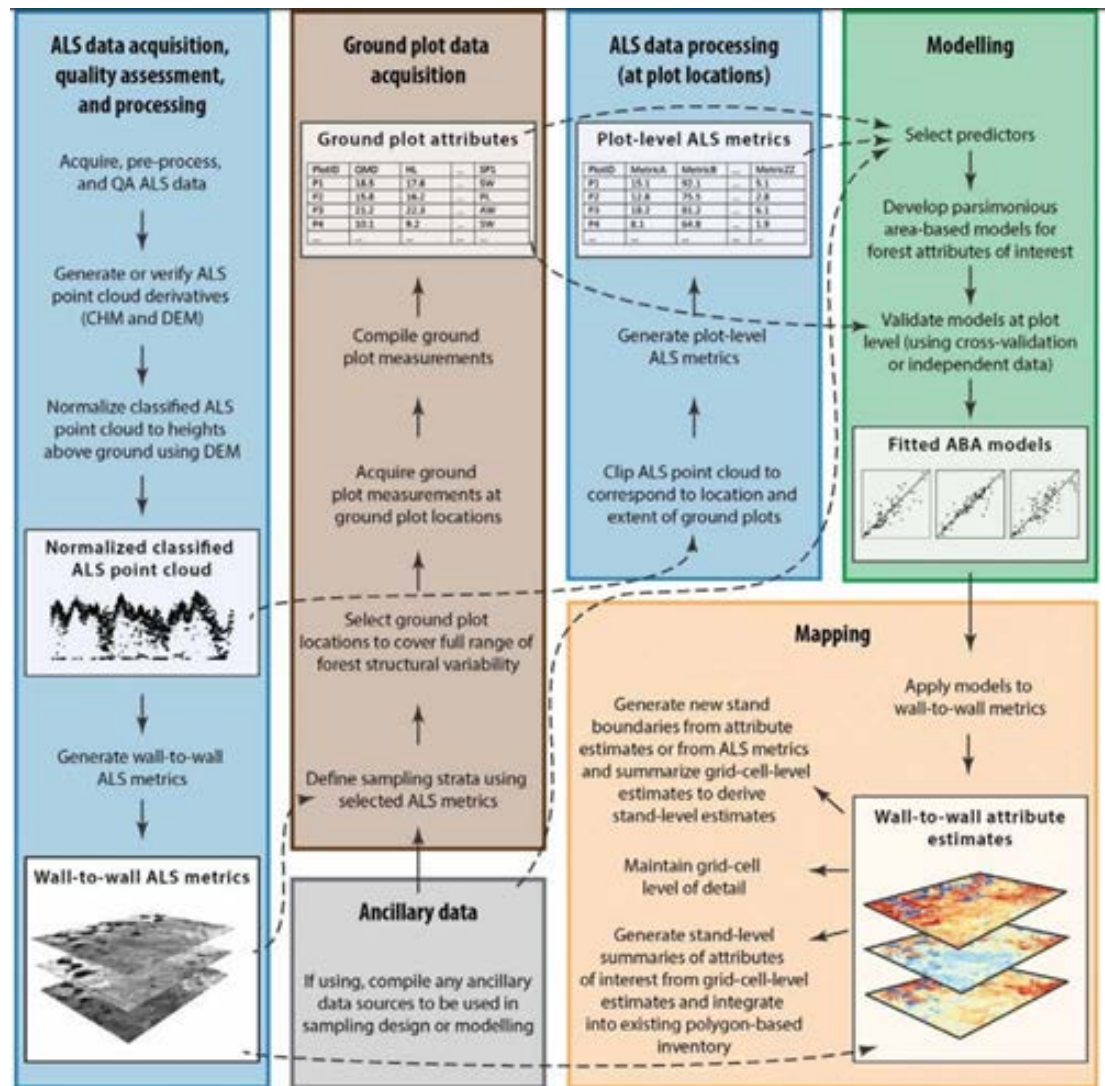 ALS data acquisition,
quality assessment,
and processing
Acquire, pre-process,
and QA ALS data
Generate or verify ALS
point cloud derivatives
(CHM and DEM)
Normalize classified ALS
point cloud to heights
above ground using DEM
Normalized classified
ALS point cloud
Generate wall-to-wall
ALS metrics
Wall-to-wall ALS metrics
Ground plot data
acquisition
Ground plot attributes
PlotID QMD HL ... SP1
P1 18.5 17.8 ... SW
P2 15.8 16.2 ... PL
P3 21.2 22.3 ... AW
P4 10.1 9.2 ... SW
... ... ... ... ...
Compile ground
plot measurements
Acquire ground
plot measurements at
ground plot locations
Select ground plot
locations to cover full range of
forest structural variability
Define sampling strata using
selected ALS metrics
Ancillary data
If using, compile any ancillary
data sources to be used in
sampling design or modelling
ALS data processing
(at plot locations)
Plot-level ALS metrics
PlotID MetricA MetricB ... MetricZZ
P1 15.1 92.1 ... 5.1
P2 12.8 75.5 ... 2.8
P3 18.2 81.2 ... 6.1
P4 8.1 64.8 ... 1.9
... ... ... ... ...
Generate plot-level
ALS metrics
Clip ALS point cloud to
correspond to location and
extent of ground plots
Modelling
Select predictors
Develop parsimonious
area-based models for
forest attributes of interest
Validate models at plot
level (using cross-validation
or independent data)
Fitted ABA models
Mapping
Apply models to
wall-to-wall metrics
Wall-to-wall attribute
estimates
Generate new stand
boundaries from attribute
estimates or from ALS metrics
and summarize grid-cell-level
estimates to derive
stand-level estimates
Maintain grid-cell
level of detail
Generate stand-level
summaries of attributes
of interest from grid-cell-level
estimates and integrate
into existing polygon-based
inventory